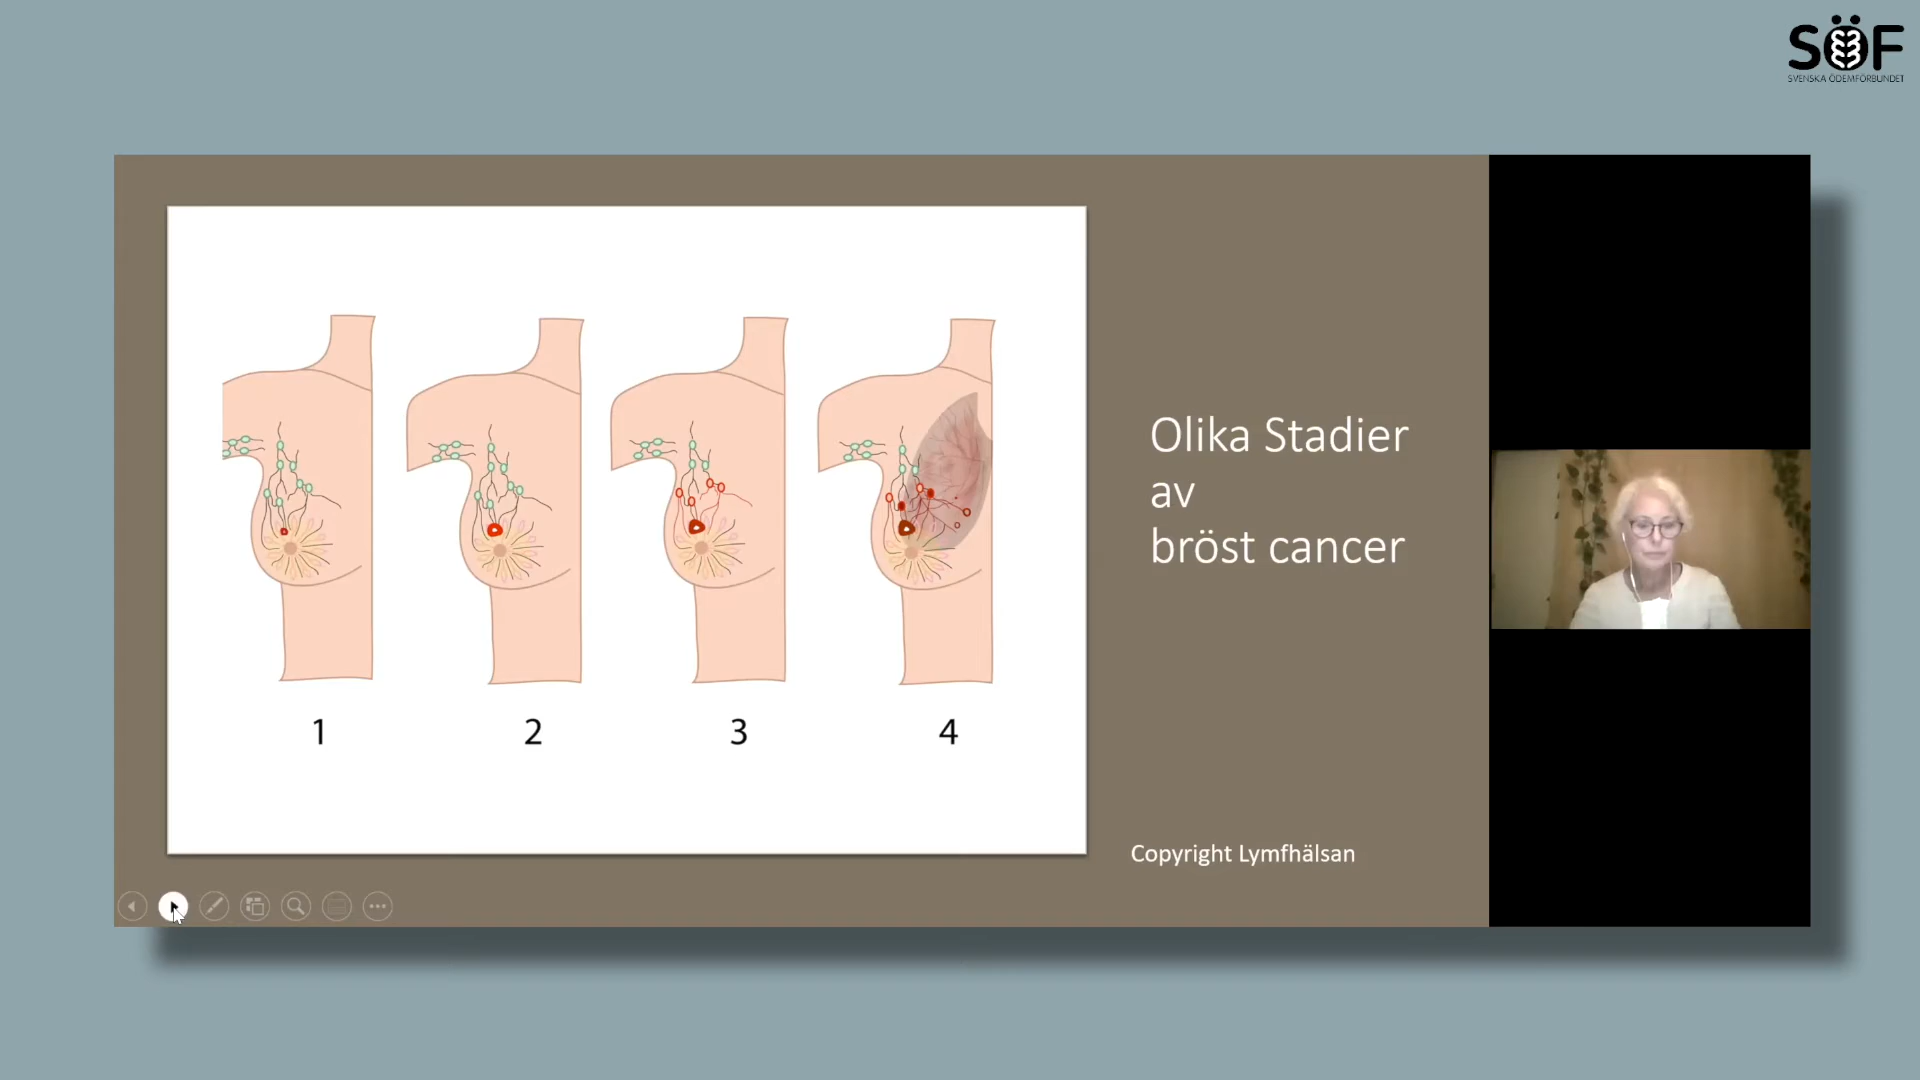 SÖF
SVENSKA ÖDEMFÖRBUNDET
Olika Stadier
av
bröst cancer
1
2
3
4
Copyright Lymfhälsan